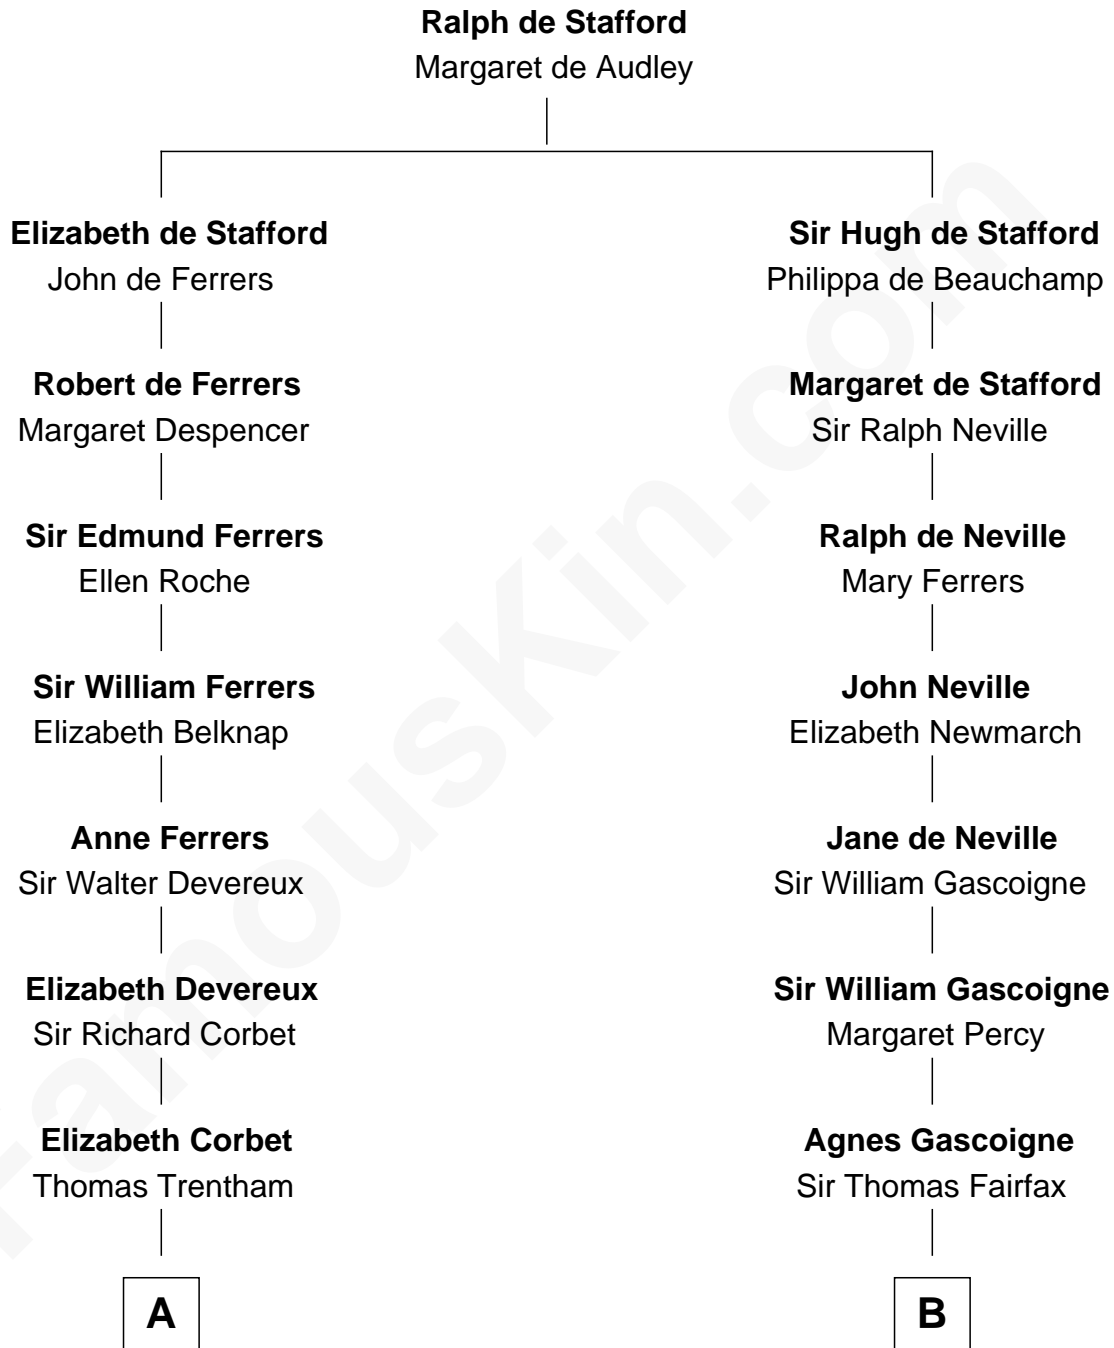 Ralph de Stafford
Margaret de Audley
Elizabeth de Stafford
John de Ferrers
Sir Hugh de Stafford
Philippa de Beauchamp
Robert de Ferrers
Margaret Despencer
Margaret de Stafford
Sir Ralph Neville
Sir Edmund Ferrers
Ellen Roche
Ralph de Neville
Mary Ferrers
Sir William Ferrers
Elizabeth Belknap
John Neville
Elizabeth Newmarch
Anne Ferrers
Sir Walter Devereux
Jane de Neville
Sir William Gascoigne
Elizabeth Devereux
Sir Richard Corbet
Sir William Gascoigne
Margaret Percy
Elizabeth Corbet
Thomas Trentham
Agnes Gascoigne
Sir Thomas Fairfax
A
B
FamousKin.com